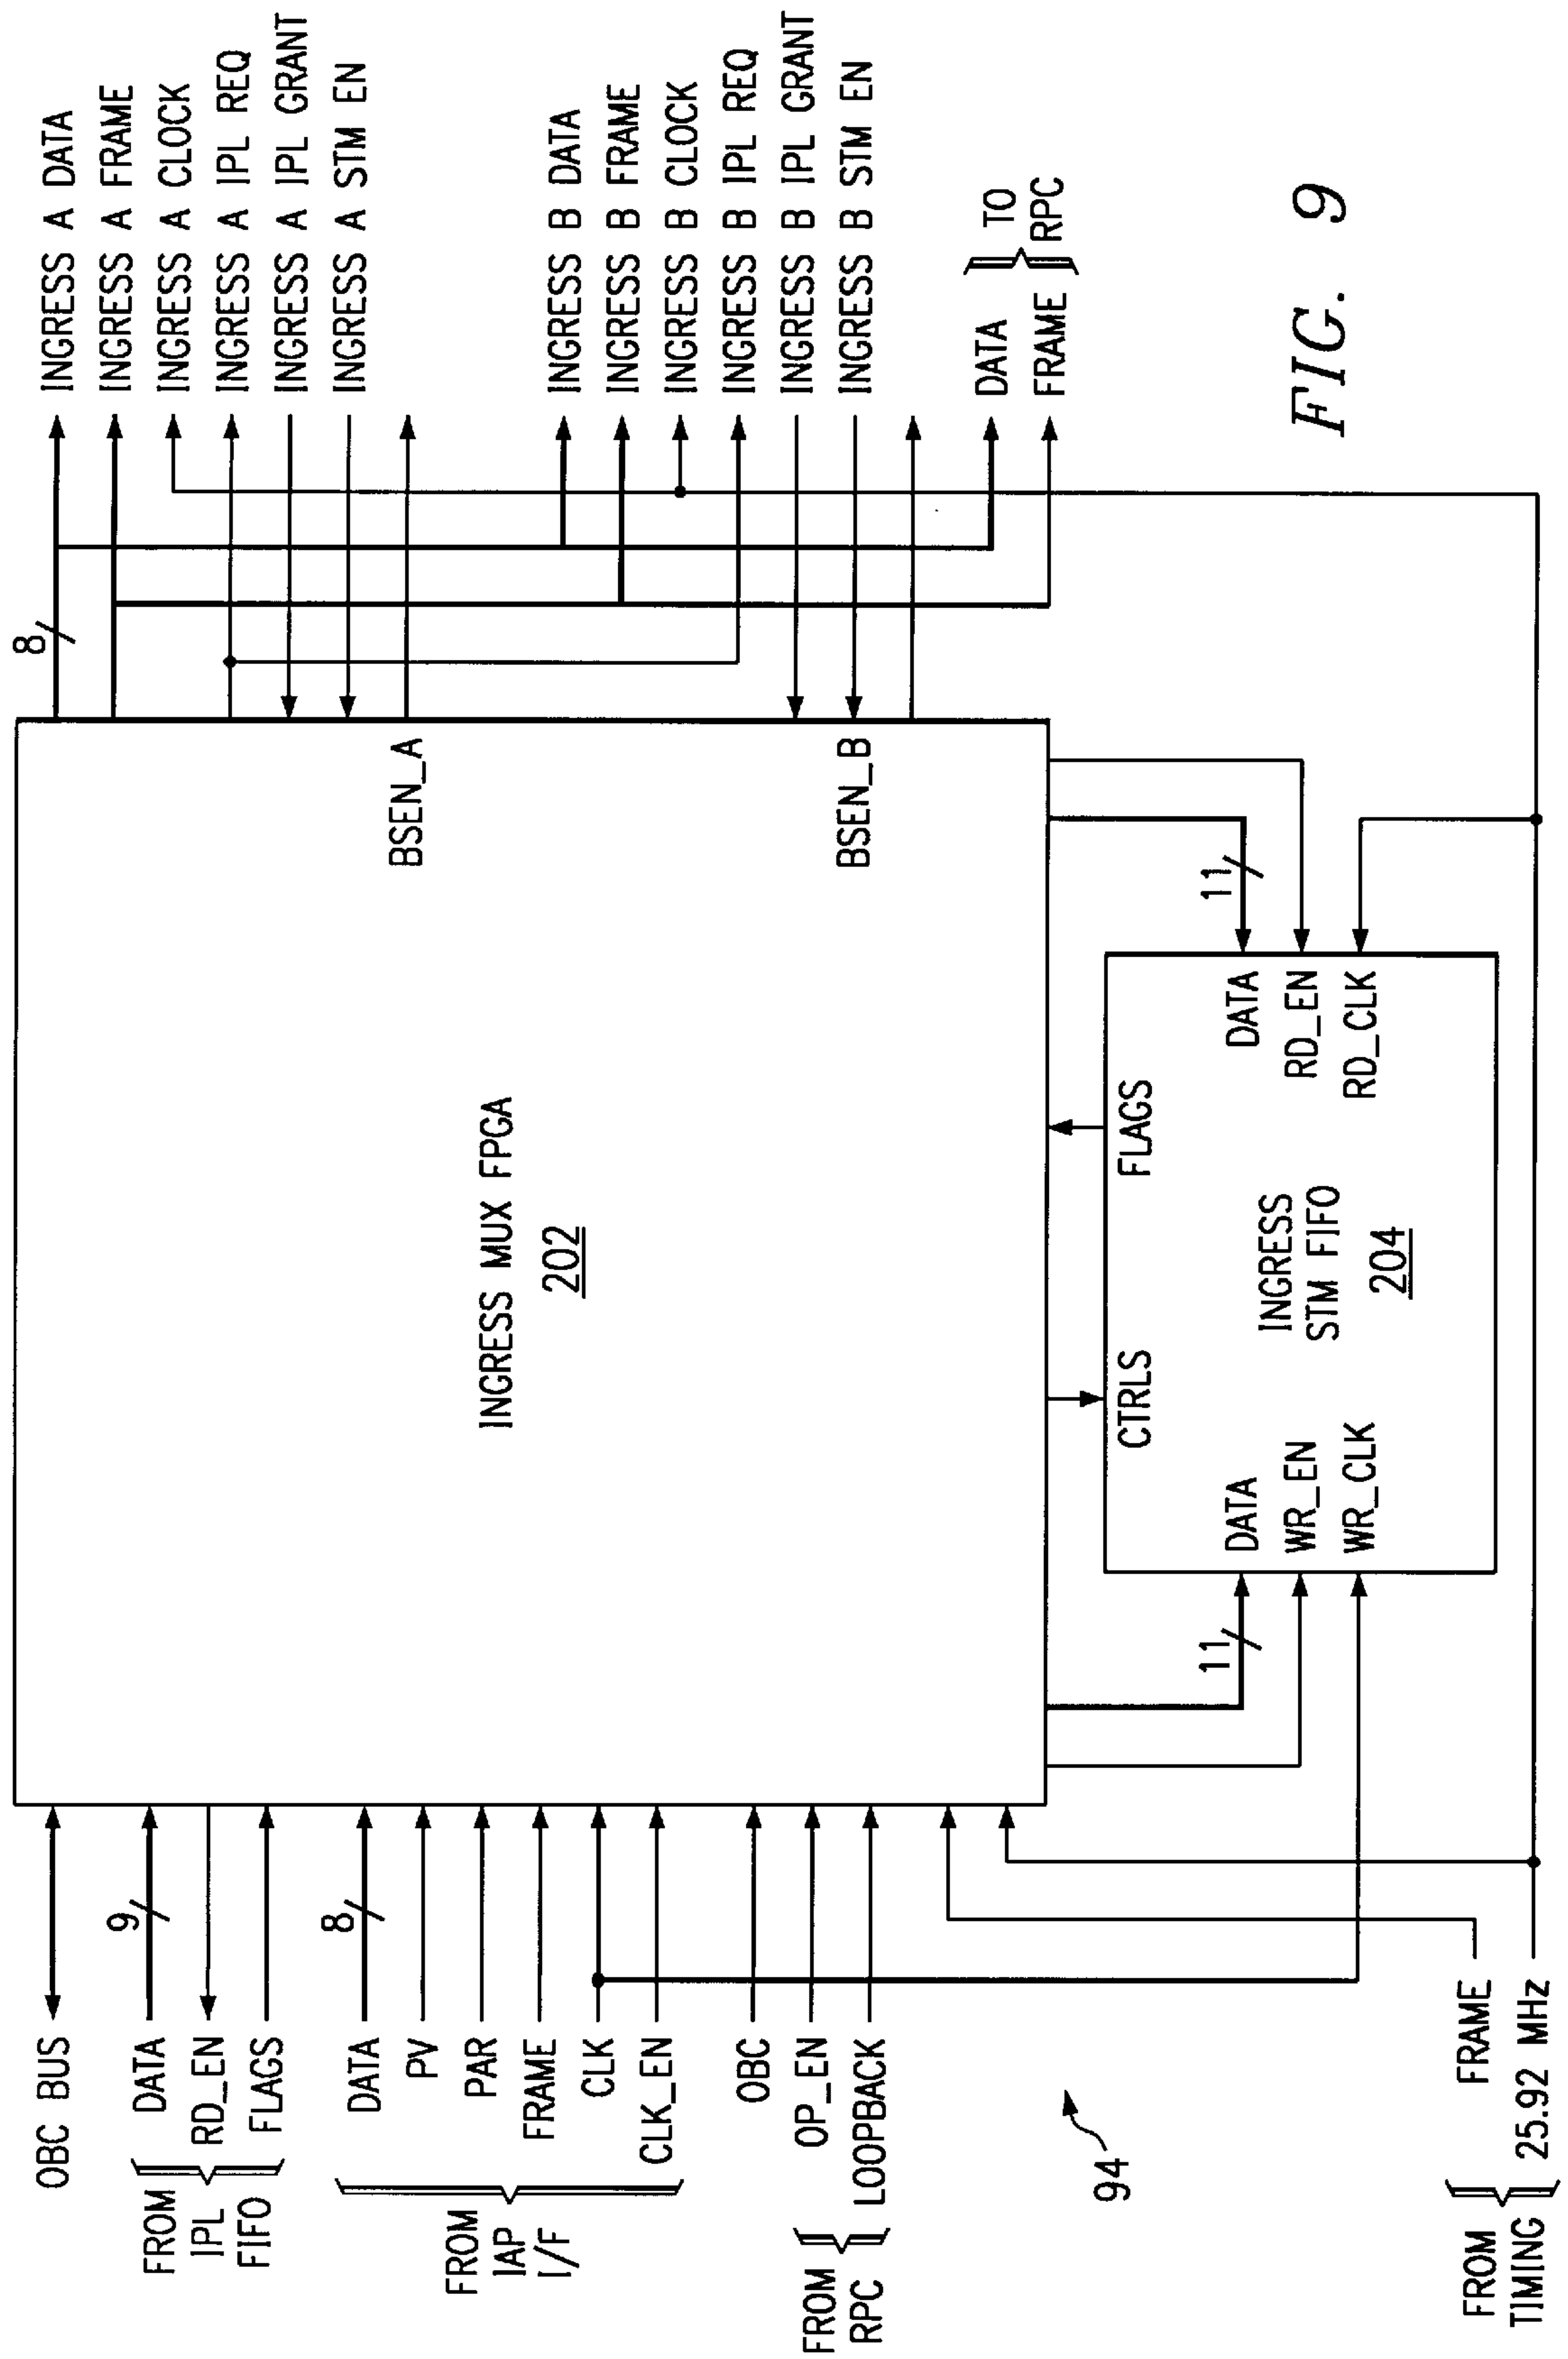 OBC BUS
DATA
9
RD_EN
FLAGS
FROM
IPL
FIFO
DATA
8
PV
PAR
FRAME
CLK
CLK_EN
FROM
IAP
I/F
OBC
OP_EN
LOOPBACK
FROM
RPC
FRAME
25.92 MHz
FROM
TIMING
94
INGRESS MUX FPGA
202
BSEN_A
BSEN_B
8
INGRESS A DATA
INGRESS A FRAME
INGRESS A CLOCK
INGRESS A IPL REQ
INGRESS A IPL GRANT
INGRESS A STM EN
INGRESS B DATA
INGRESS B FRAME
INGRESS B CLOCK
INGRESS B IPL REQ
INGRESS B IPL GRANT
INGRESS B STM EN
DATA
FRAME
TO
RPC
11
DATA
WR_EN
WR_CLK
CTRLS
FLAGS
INGRESS
STM FIFO
204
DATA
RD_EN
RD_CLK
11
FIG. 9